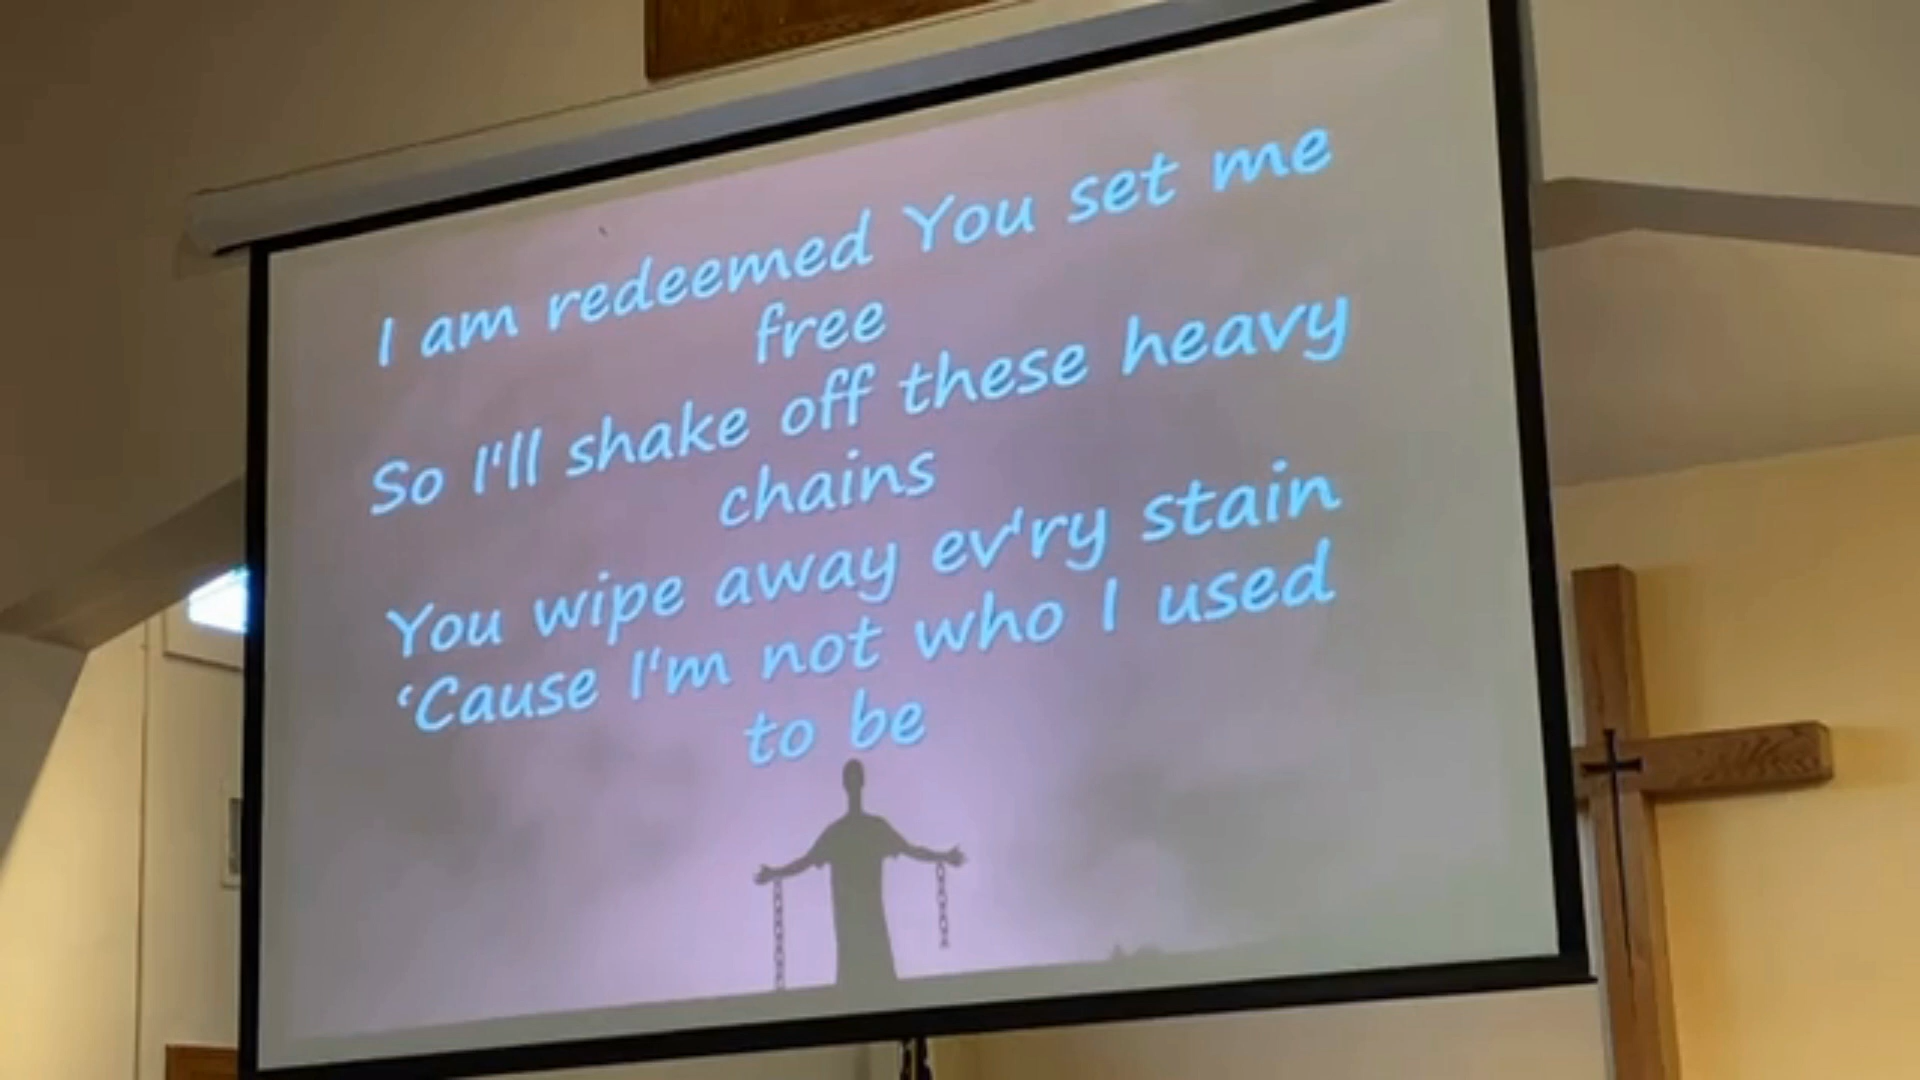 I am redeemed You set me
free
So I'll shake off these heavy
chains
You wipe away ev'ry stain
‘Cause I'm not who I used
to be